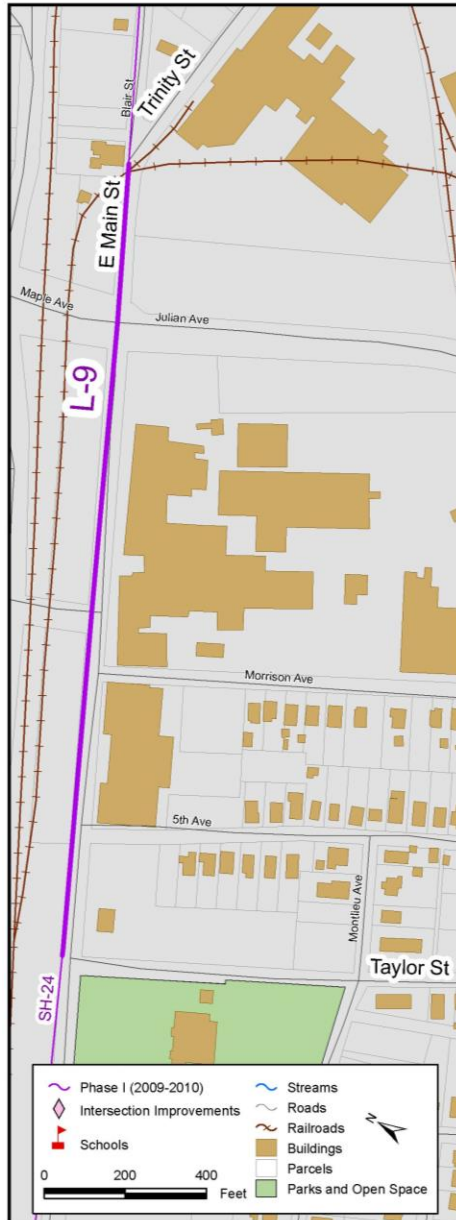 Blair St
Trinity St
E Main St
Maple Ave
Julian Ave
L-9
Morrison Ave
5th Ave
Montlieu Ave
Taylor St
SH-24
Phase I (2009-2010)
Intersection Improvements
Schools
0 200 400
Feet
Streams
Roads
Railroads
Buildings
Parcels
Parks and Open Space
N